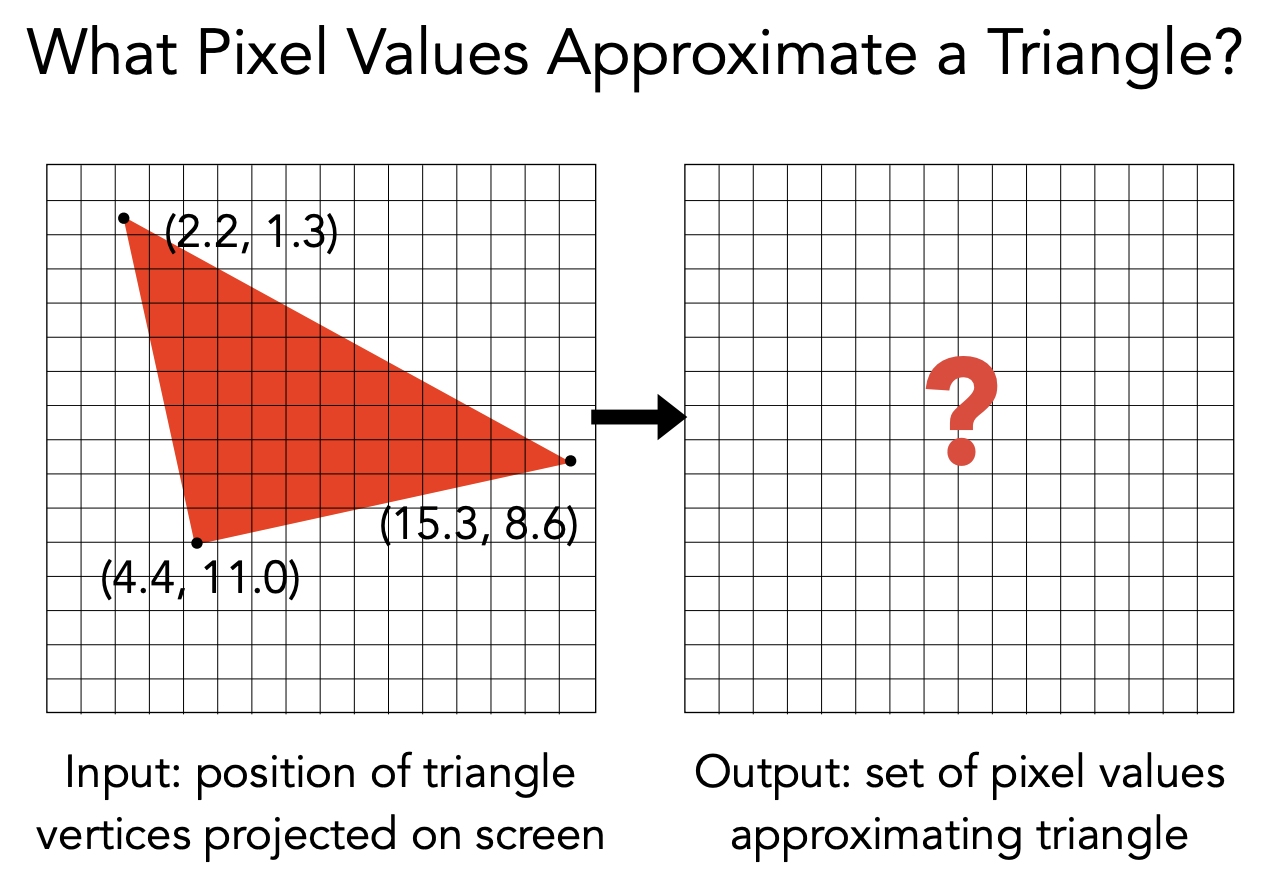 What Pixel Values Approximate a Triangle?
(2.2, 1.3)
(15.3, 8.6)
(4.4, 11.0)
?
Input: position of triangle
vertices projected on screen
Output: set of pixel values
approximating triangle